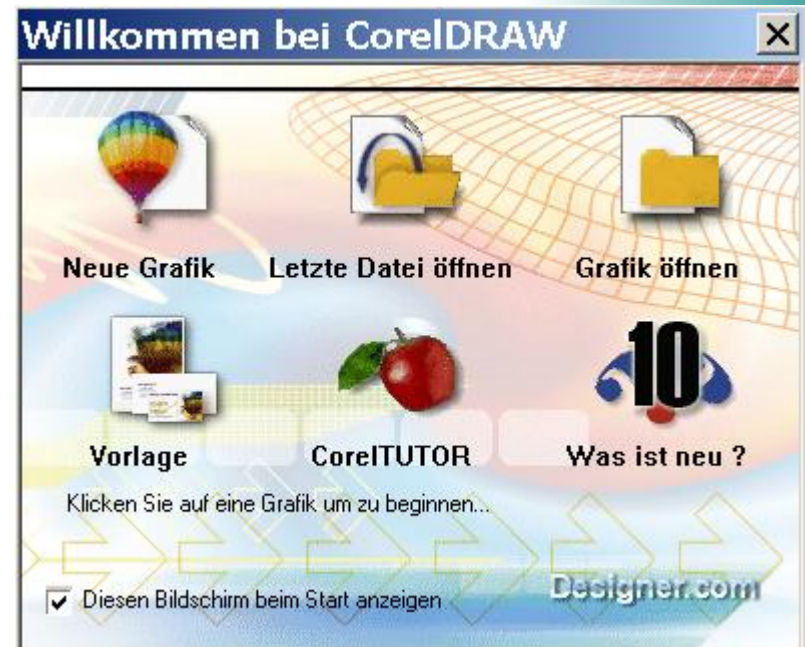 Willkommen bei CorelDRAW
Neue Grafik Letzte Datei öffnen Grafik öffnen
10
Vorlage CorelTUTOR Was ist neu ?
Klicken Sie auf eine Grafik um zu beginnen...
Diesen Bildschirm beim Start anzeigen
Designer.com